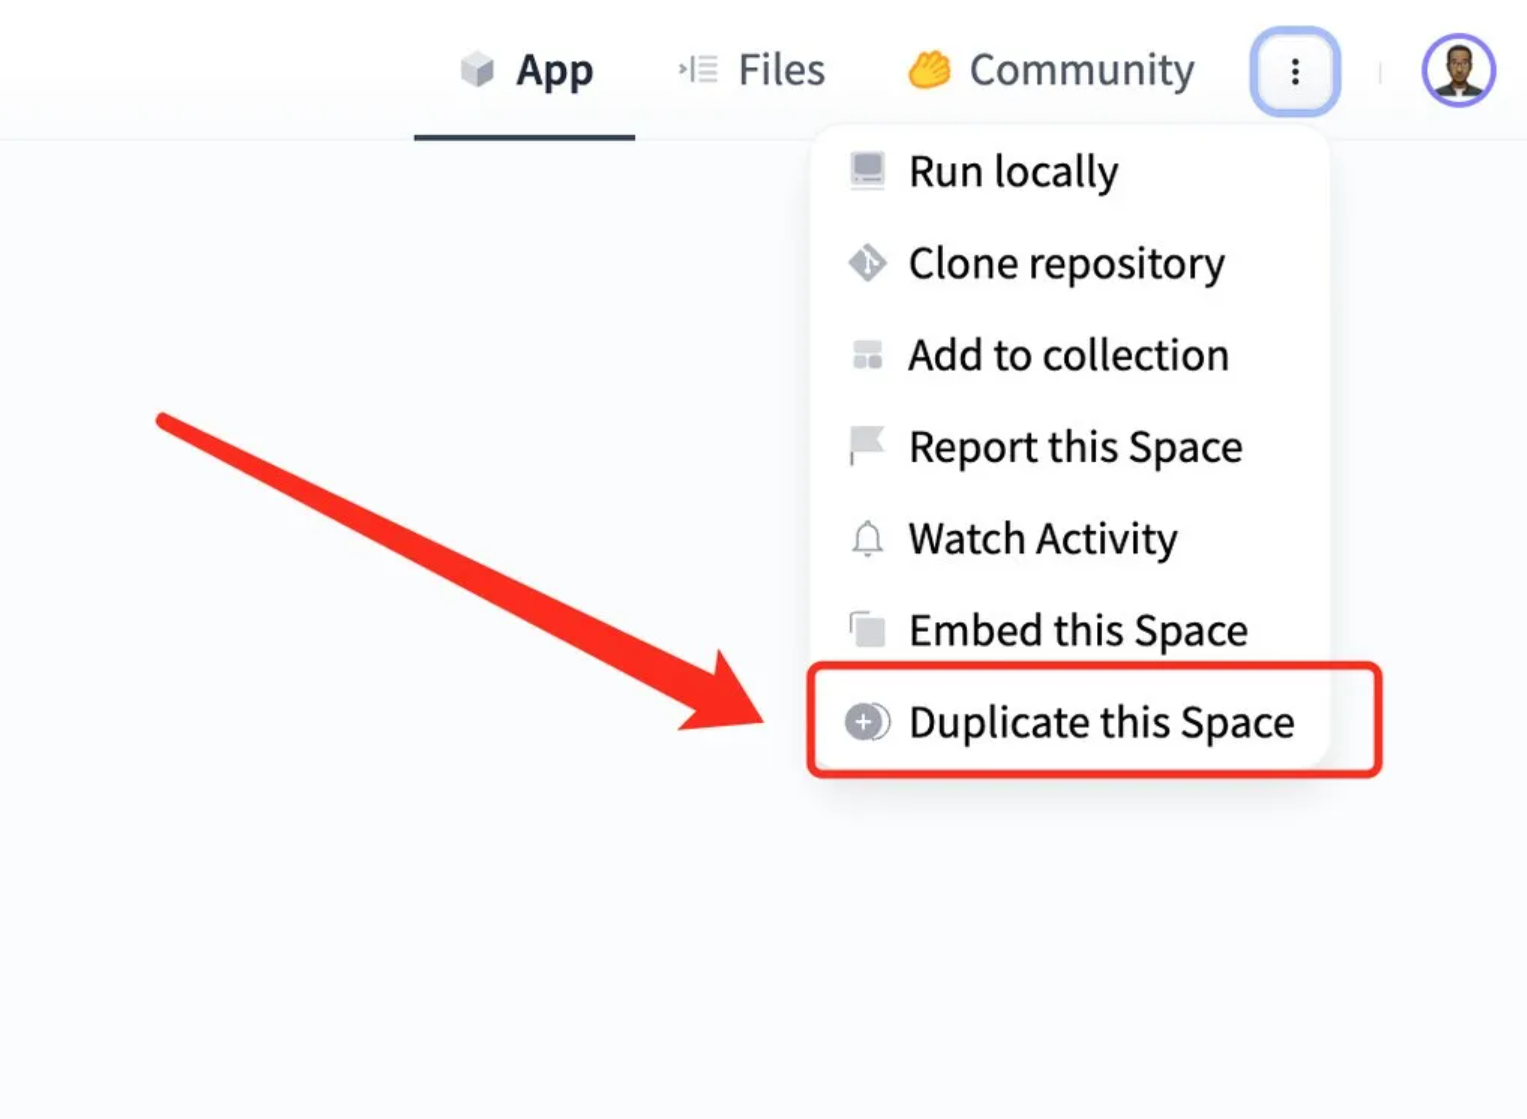 App Files Community
Run locally
Clone repository
Add to collection
Report this Space
Watch Activity
Embed this Space
Duplicate this Space